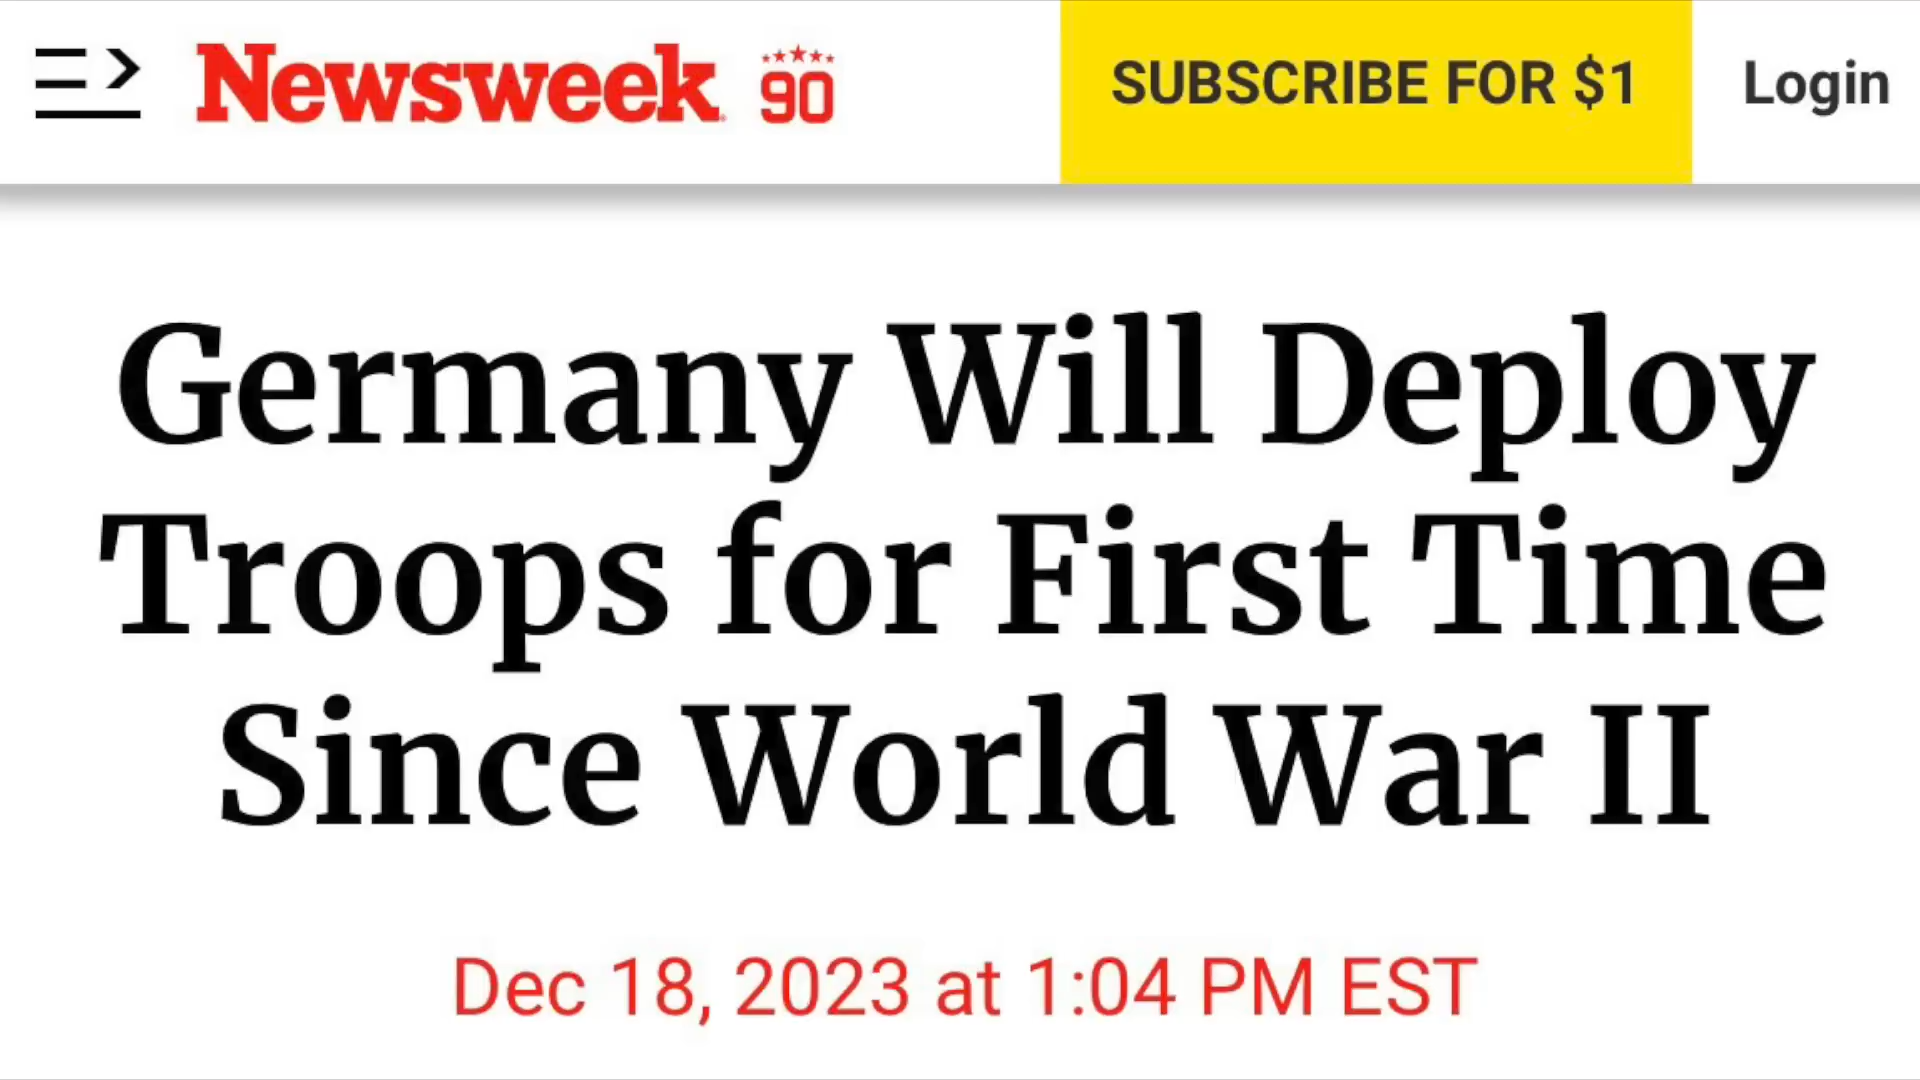 Newsweek 90 SUBSCRIBE FOR $1 Login
Germany Will Deploy
Troops for First Time
Since World War II
Dec 18, 2023 at 1:04 PM EST